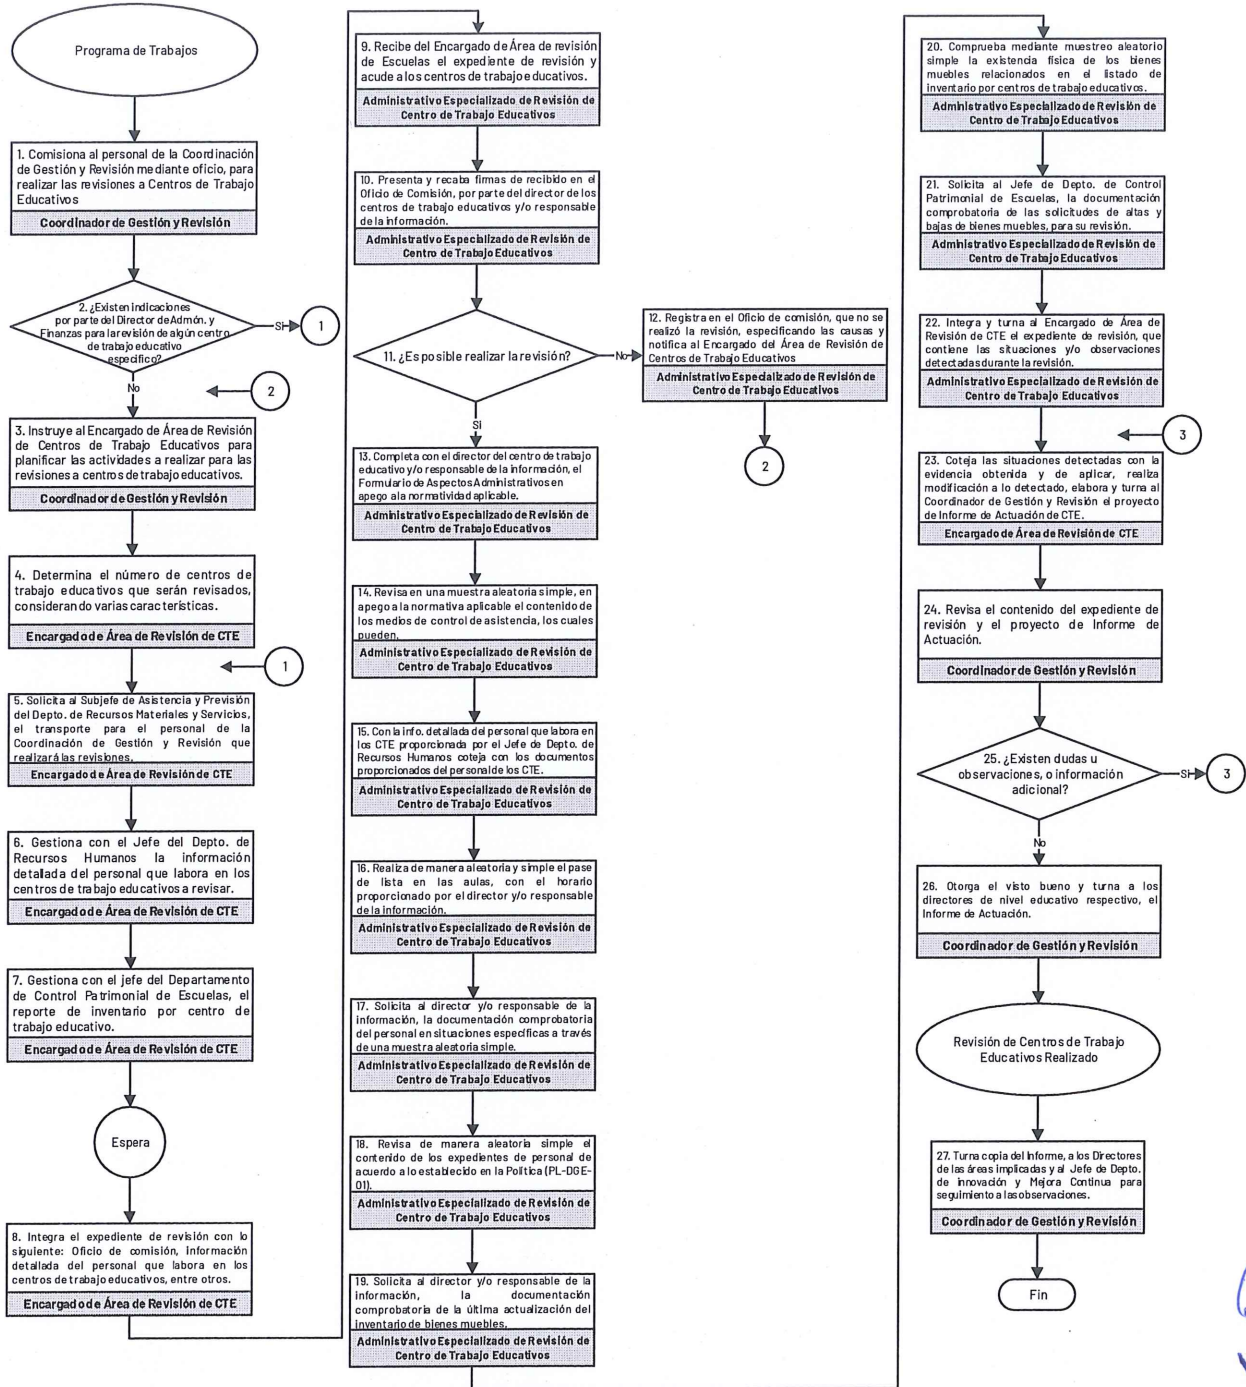 Programa de Trabajos
1. Comisiona al personal de la Coordinación
de Gestión y Revisión mediante oficio, para
realizar las revisiones a Centros de Trabajo
Educativos
Coordinador de Gestión y Revisión
2. ¿Existen indicaciones
por parte del Director de Admón. y
Finanzas para la revisión de algún centro
de trabajo educativo
específico?
Si
1
No
2
3. Instruye al Encargado de Área de Revisión
de Centros de Trabajo Educativos para
planificar las actividades a realizar para las
revisiones a centros de trabajo educativos.
Coordinador de Gestión y Revisión
4. Determina el número de centros de
trabajo educativos que serán revisados,
considerando varias características.
Encargado de Área de Revisión de CTE
1
5. Solicita al Subjefe de Asistencia y Previsión
del Depto. de Recursos Materiales y Servicios,
el transporte para el personal de la
Coordinación de Gestión y Revisión que
realizará las revisiones.
Encargado de Área de Revisión de CTE
6. Gestiona con el Jefe del Depto. de
Recursos Humanos la información
detallada del personal que labora en los
centros de trabajo educativos a revisar.
Encargado de Área de Revisión de CTE
7. Gestiona con el jefe del Departamento
de Control Patrimonial de Escuelas, el
reporte de inventario por centro de
trabajo educativo.
Encargado de Área de Revisión de CTE
Espera
8. Integra el expediente de revisión con lo
siguiente: Oficio de comisión, Información
detallada del personal que labora en los
centros de trabajo educativos, entre otros.
Encargado de Área de Revisión de CTE
9. Recibe del Encargado de Área de revisión
de Escuelas el expediente de revisión y
acude a los centros de trabajo educativos.
Administrativo Especializado de Revisión de
Centro de Trabajo Educativos
10. Presenta y recaba firmas de recibido en el
Oficio de Comisión, por parte del director de los
centros de trabajo educativos y/o responsable
de la información.
Administrativo Especializado de Revisión de
Centro de Trabajo Educativos
11. ¿Es posible realizar la revisión?
No
12. Registra en el Oficio de comisión, que no se
realizó la revisión, especificando las causas y
notifica al Encargado del Área de Revisión de
Centros de Trabajo Educativos
Administrativo Especializado de Revisión de
Centro de Trabajo Educativos
2
SI
13. Completa con el director del centro de trabajo
educativo y/o responsable de la información, el
Formulario de Aspectos Administrativos en
apego a la normatividad aplicable.
Administrativo Especializado de Revisión de
Centro de Trabajo Educativos
14. Revisa en una muestra aleatoria simple, en
apego a la normativa aplicable el contenido de
los medios de control de asistencia, los cuales
pueden.
Administrativo Especializado de Revisión de
Centro de Trabajo Educativos
15. Con la info. detallada del personal que labora en
los CTE proporcionada por el Jefe de Depto. de
Recursos Humanos coteja con los documentos
proporcionados del personal de los CTE.
Administrativo Especializado de Revisión de
Centro de Trabajo Educativos
16. Realiza de manera aleatoria y simple el pase
de lista en las aulas, con el horario
proporcionado por el director y/o responsable
de la información.
Administrativo Especializado de Revisión de
Centro de Trabajo Educativos
17. Solicita al director y/o responsable de la
información, la documentación comprobatoria
del personal en situaciones específicas a través
de una muestra aleatoria simple.
Administrativo Especializado de Revisión de
Centro de Trabajo Educativos
18. Revisa de manera aleatoria simple el
contenido de los expedientes de personal de
acuerdo a lo establecido en la Política (PL-DGE-
01).
Administrativo Especializado de Revisión de
Centro de Trabajo Educativos
19. Solicita al director y/o responsable de la
información, la documentación
comprobatoria de la última actualización del
inventario de bienes muebles.
Administrativo Especializado de Revisión de
Centro de Trabajo Educativos
20. Comprueba mediante muestreo aleatorio
simple la existencia física de los bienes
muebles relacionados en el listado de
inventario por centros de trabajo educativos.
Administrativo Especializado de Revisión de
Centro de Trabajo Educativos
21. Solicita al Jefe de Depto. de Control
Patrimonial de Escuelas, la documentación
comprobatoria de las solicitudes de altas y
bajas de bienes muebles, para su revisión.
Administrativo Especializado de Revisión de
Centro de Trabajo Educativos
22. Integra y turna al Encargado de Área de
Revisión de CTE el expediente de revisión, que
contiene las situaciones y/o observaciones
detectadas durante la revisión.
Administrativo Especializado de Revisión de
Centro de Trabajo Educativos
3
23. Coteja las situaciones detectadas con la
evidencia obtenida y de aplicar, realiza
modificación a lo detectado, elabora y turna al
Coordinador de Gestión y Revisión el proyecto
de Informe de Actuación de CTE.
Encargado de Área de Revisión de CTE
24. Revisa el contenido del expediente de
revisión y el proyecto de Informe de
Actuación.
Coordinador de Gestión y Revisión
25. ¿Existen dudas u
observaciones, o información
adicional?
Si
3
No
26. Otorga el visto bueno y turna a los
directores de nivel educativo respectivo, el
Informe de Actuación.
Coordinador de Gestión y Revisión
Revisión de Centros de Trabajo
Educativos Realizado
27. Turna copia del Informe, a los Directores
de las áreas implicadas y al Jefe de Depto.
de innovación y Mejora Continua para
seguimiento a las observaciones.
Coordinador de Gestión y Revisión
Fin